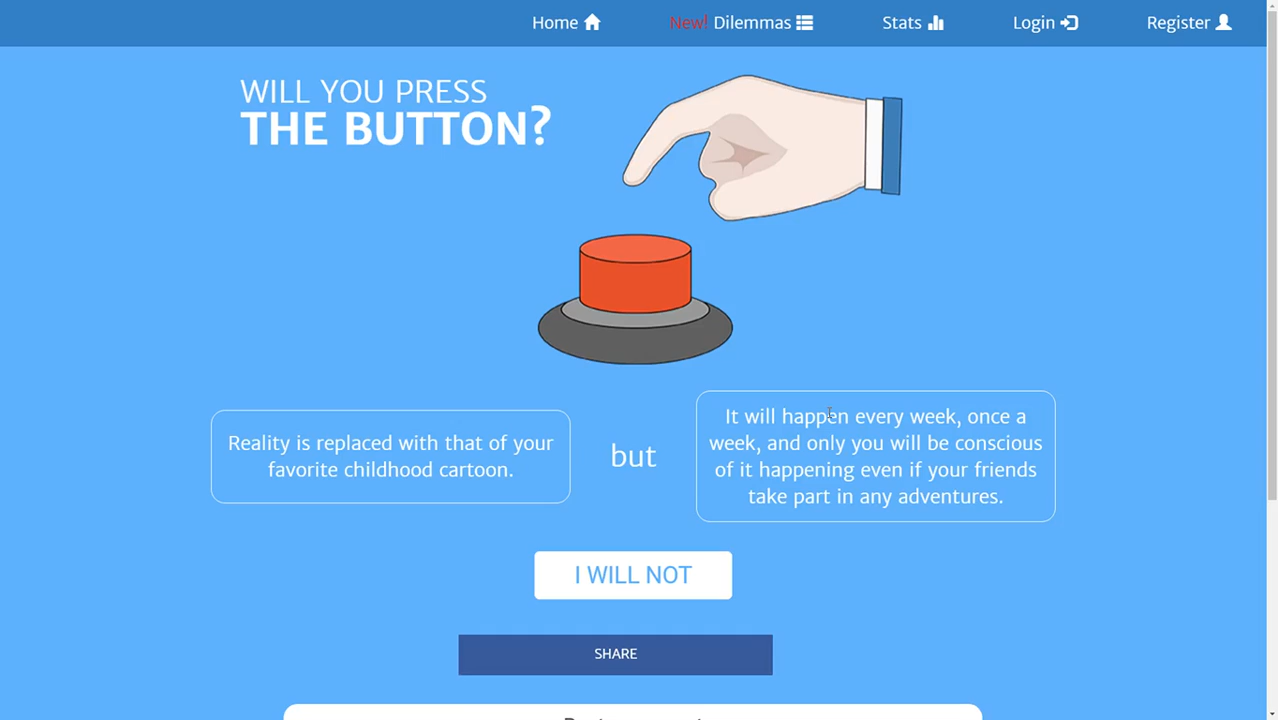 Home
New! Dilemmas
Stats
Login
Register
WILL YOU PRESS
THE BUTTON?
Reality is replaced with that of your
favorite childhood cartoon.
but
It will happen every week, once a
week, and only you will be conscious
of it happening even if your friends
take part in any adventures.
I WILL NOT
SHARE